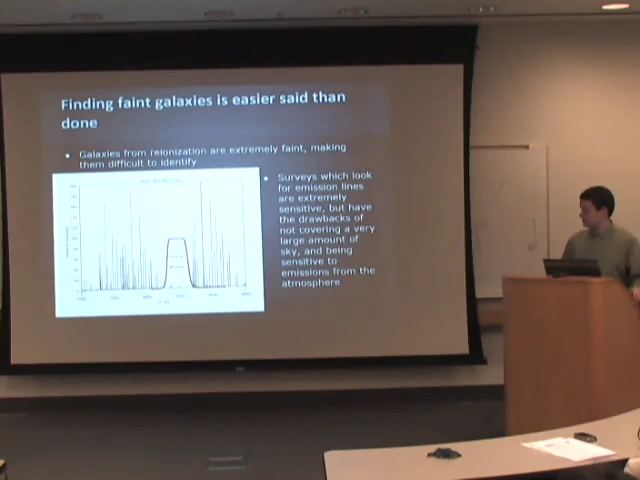 Finding faint galaxies is easier said than
done
Galaxies from reionization are extremely faint, making
them difficult to identify
Surveys which look
for emission lines
are extremely
sensitive, but have
the drawbacks of
not covering a very
large amount of
sky, and being
sensitive to
emissions from the
atmosphere